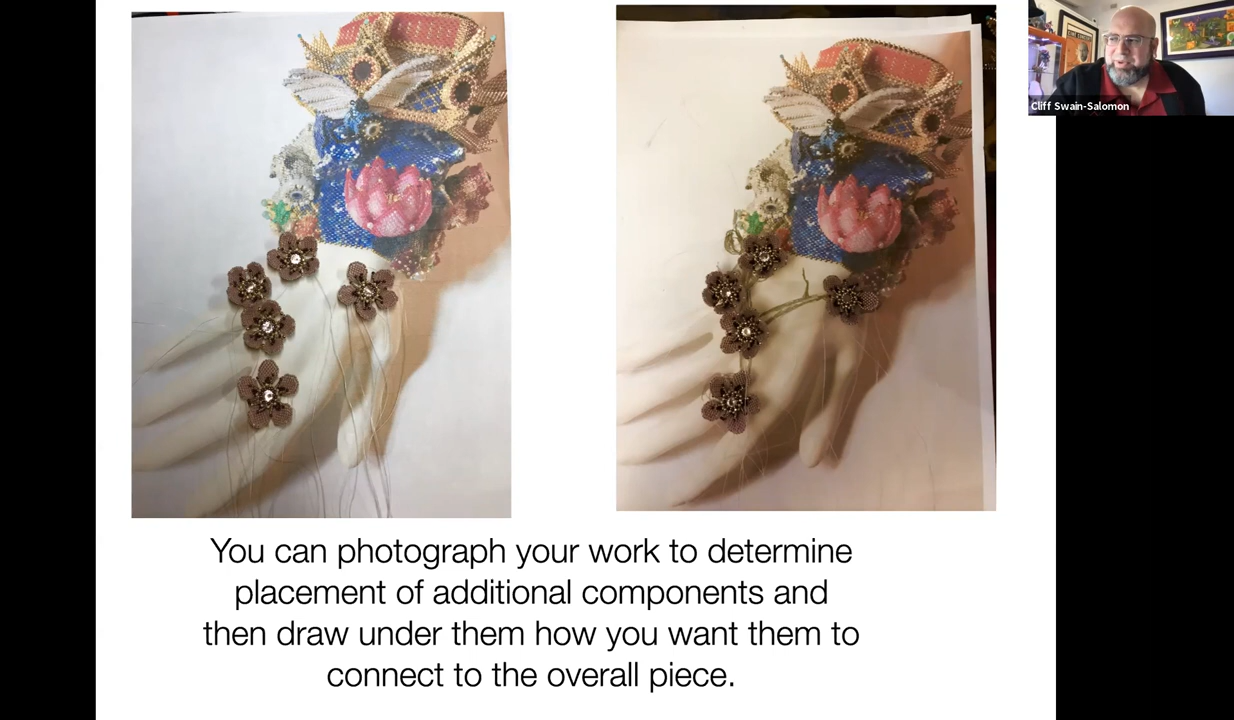 Cliff Swain-Salomon
You can photograph your work to determine
placement of additional components and
then draw under them how you want them to
connect to the overall piece.